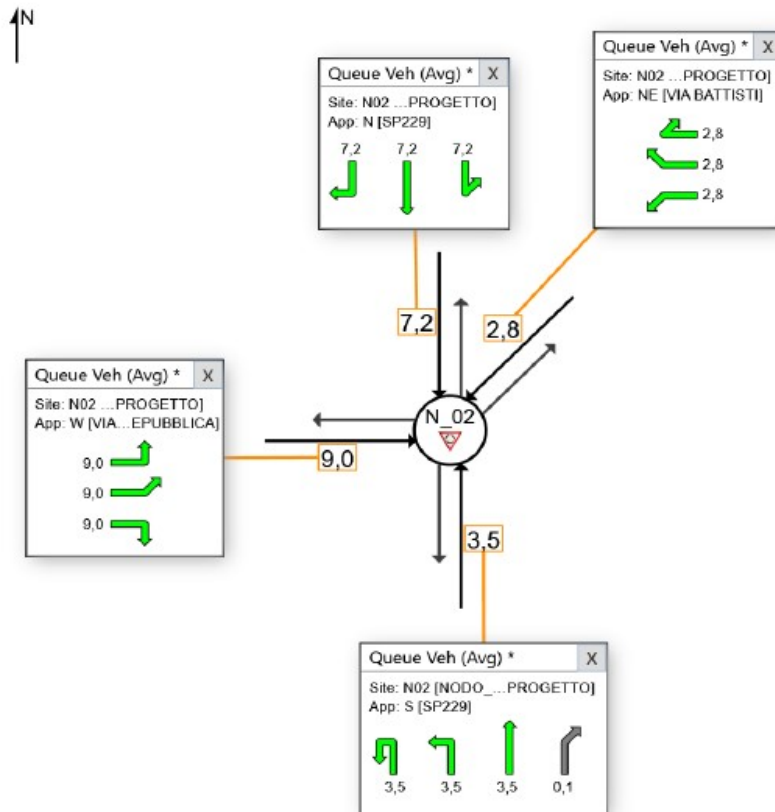 N
Queue Veh (Avg) * X
Site: N02 ...PROGETTO]
App: N [SP229]
7,2 7,2 7,2
Queue Veh (Avg) * X
Site: N02 ...PROGETTO]
App: NE [VIA BATTISTI]
2,8
2,8
2,8
7,2
2,8
Queue Veh (Avg) * X
Site: N02 ...PROGETTO]
App: W [VIA...EPUBBLICA]
9,0
9,0
9,0
N_02
9,0
3,5
Queue Veh (Avg) * X
Site: N02 [NODO_...PROGETTO]
App: S [SP229]
3,5 3,5 3,5 0,1